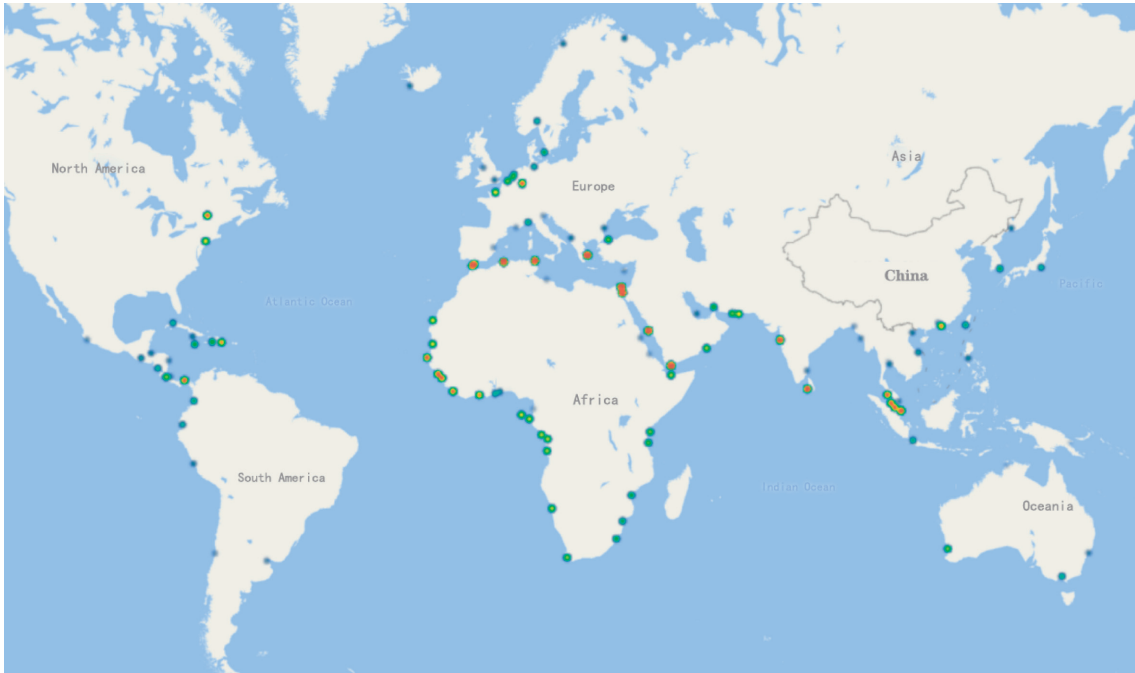 Asia
North America
Europe
China
Pacific
Atlantic Ocean
Africa
South America
Indian Ocean
Oceania